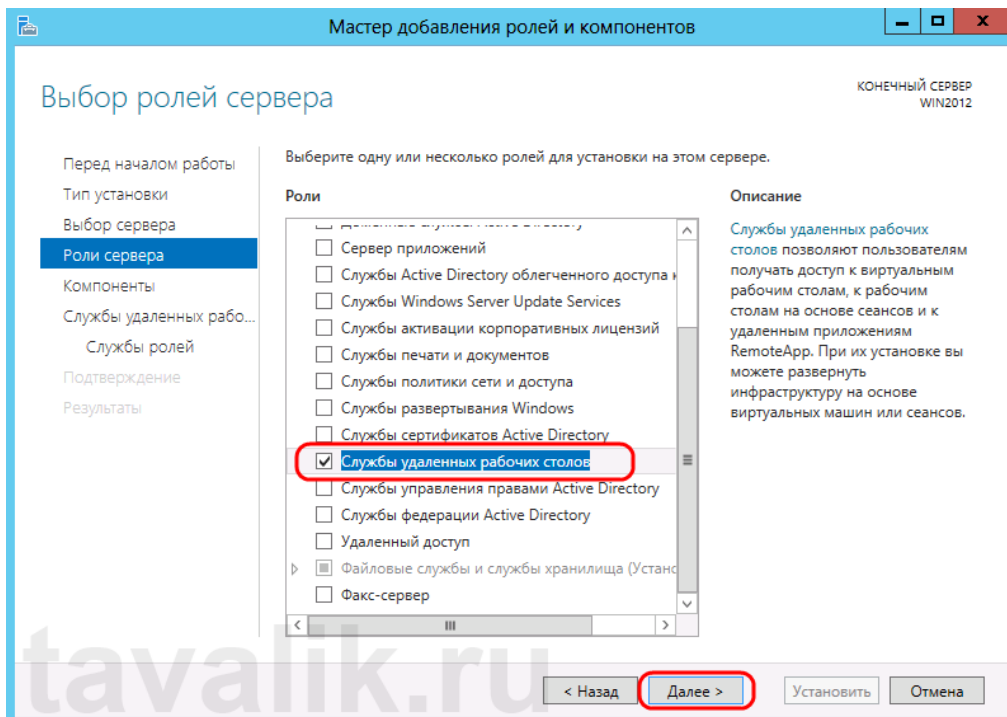 Мастер добавления ролей и компонентов
Выбор ролей сервера
КОНЕЧНЫЙ СЕРВЕР
WIN2012
Перед началом работы
Тип установки
Выбор сервера
Роли сервера
Компоненты
Службы удаленных рабо...
Службы ролей
Подтверждение
Результаты
Выберите одну или несколько ролей для установки на этом сервере.
Роли
Доменные службы Active Directory
Сервер приложений
Службы Active Directory облегченного доступа к
Службы Windows Server Update Services
Службы активации корпоративных лицензий
Службы печати и документов
Службы политики сети и доступа
Службы развертывания Windows
Службы сертификатов Active Directory
Службы удаленных рабочих столов
Службы управления правами Active Directory
Службы федерации Active Directory
Удаленный доступ
Файловые службы и службы хранилища (Устано
Факс-сервер
Описание
Службы удаленных рабочих
столов позволяют пользователям
получать доступ к виртуальным
рабочим столам, к рабочим
столам на основе сеансов и к
удаленным приложениям
RemoteApp. При их установке вы
можете развернуть
инфраструктуру на основе
виртуальных машин или сеансов.
tavalik.ru
< Назад
Далее >
Установить
Отмена